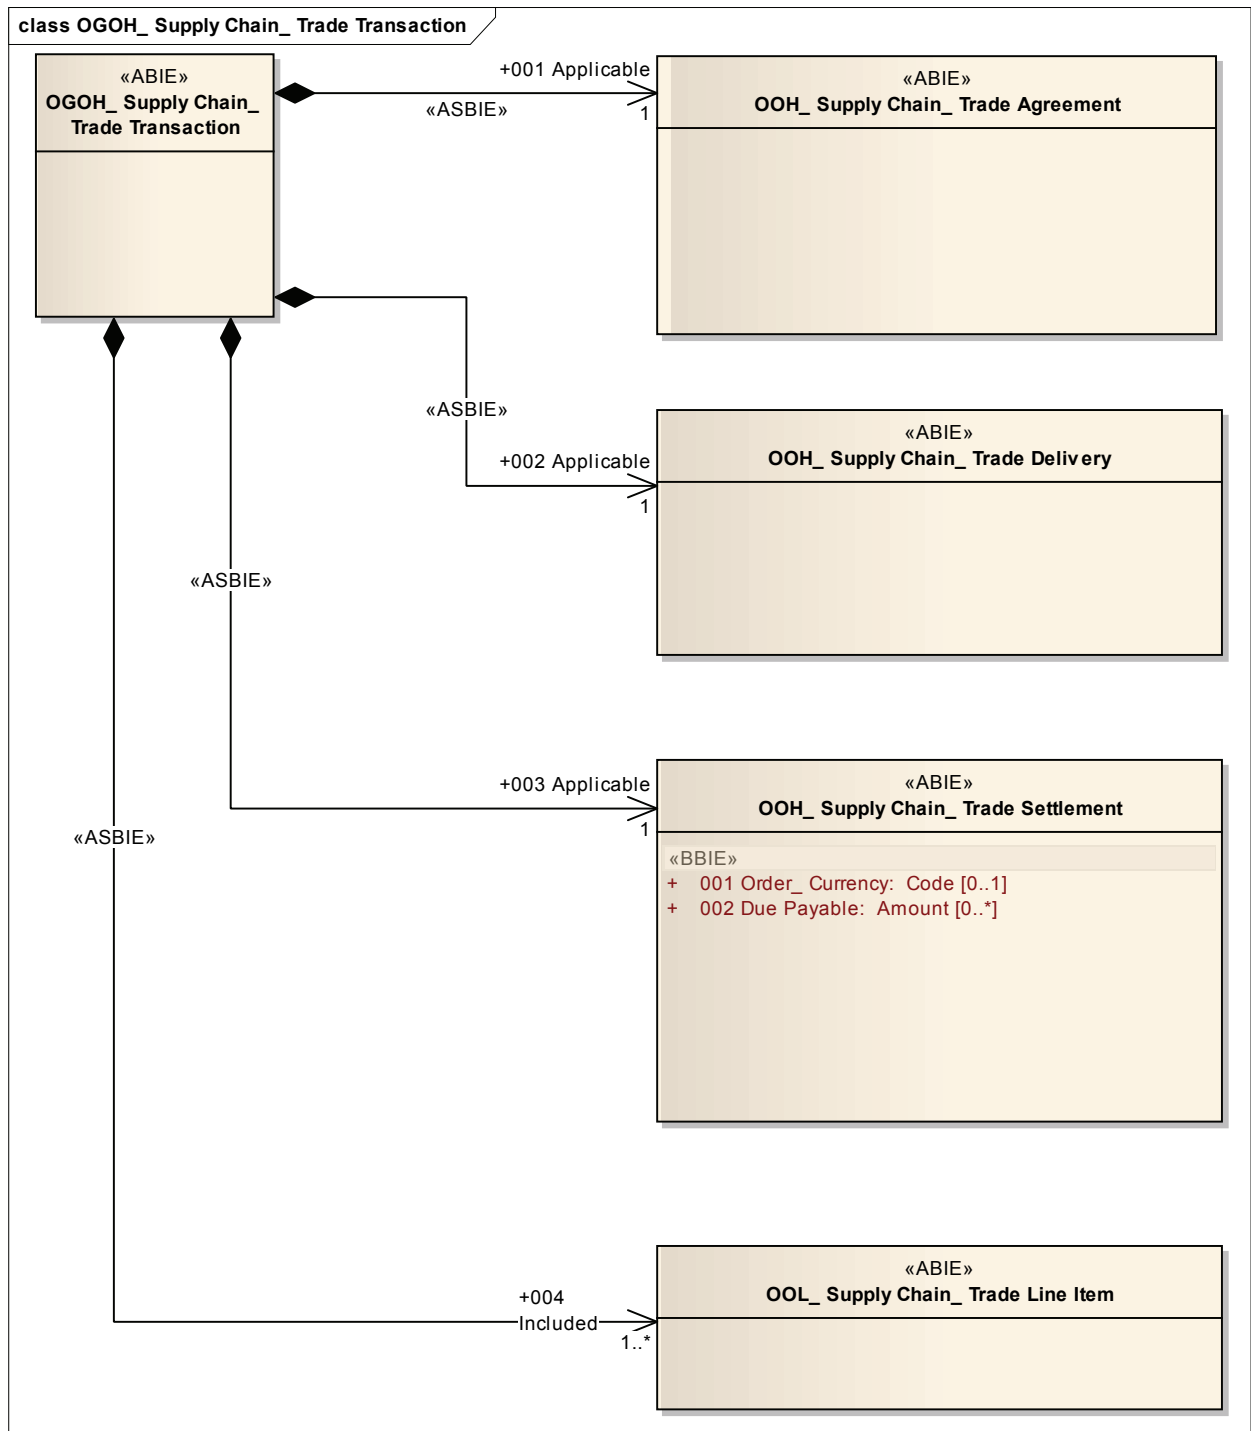 class OGOH_ Supply Chain_ Trade Transaction
«ABIE»
OGOH_ Supply Chain_
Trade Transaction
+001 Applicable
«ASBIE»
1
«ABIE»
OOH_ Supply Chain_ Trade Agreement
«ASBIE»
+002 Applicable
1
«ABIE»
OOH_ Supply Chain_ Trade Delivery
«ASBIE»
+003 Applicable
1
«ABIE»
OOH_ Supply Chain_ Trade Settlement
«BBIE»
+ 001 Order_ Currency: Code [0..1]
+ 002 Due Payable: Amount [0..*]
«ASBIE»
+004
Included
1..*
«ABIE»
OOL_ Supply Chain_ Trade Line Item